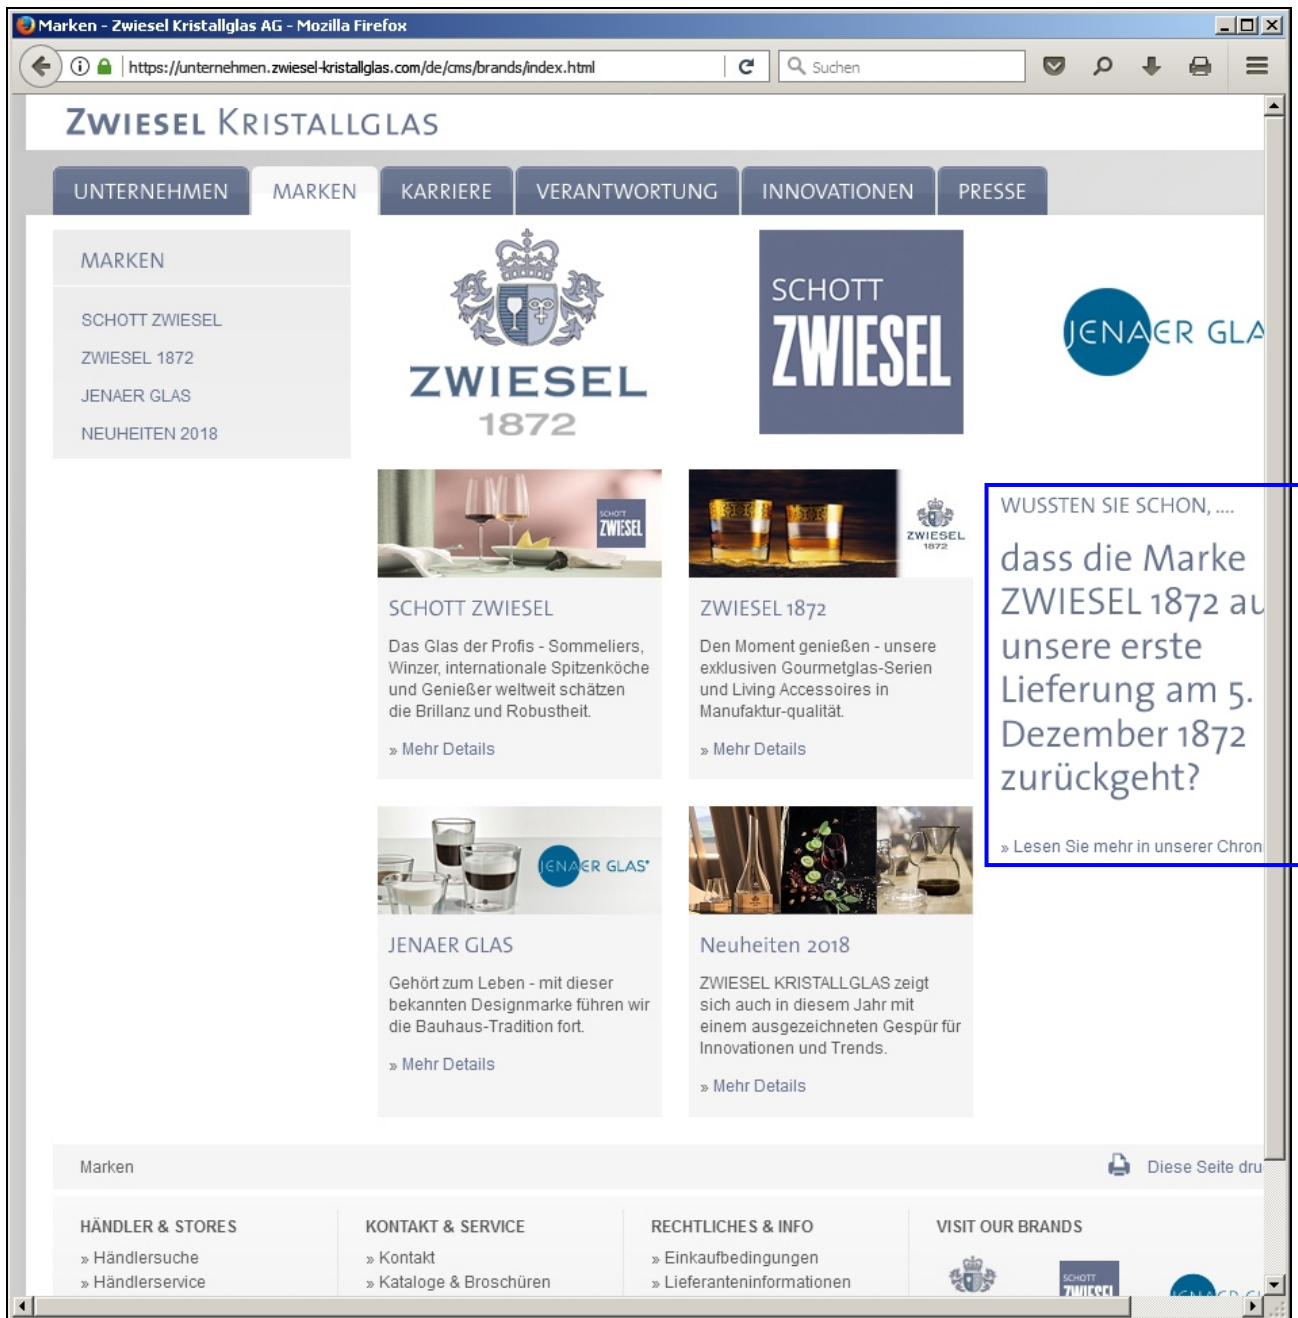 Marken - Zwiesel Kristallglas AG - Mozilla Firefox
https://unternehmen.zwiesel-kristallglas.com/de/cms/brands/index.html
Suchen
ZWIESEL KRISTALLGLAS
UNTERNEHMEN MARKEN KARRIERE VERANTWORTUNG INNOVATIONEN PRESSE
MARKEN
SCHOTT ZWIESEL
ZWIESEL 1872
JENAER GLAS
NEUHEITEN 2018
ZWIESEL
1872
SCHOTT
ZWIESEL
JENAER GLA
SCHOTT
ZWIESEL
SCHOTT ZWIESEL
Das Glas der Profis - Sommeliers,
Winzer, internationale Spitzenköche
und Genießer weltweit schätzen
die Brillanz und Robustheit.
» Mehr Details
ZWIESEL
1872
ZWIESEL 1872
Den Moment genießen - unsere
exklusiven Gourmetglas-Serien
und Living Accessoires in
Manufaktur-qualität.
» Mehr Details
WUSSTEN SIE SCHON, ....
dass die Marke
ZWIESEL 1872 au
unsere erste
Lieferung am 5.
Dezember 1872
zurückgeht?
» Lesen Sie mehr in unserer Chron
JENAER GLAS
JENAER GLAS
Gehört zum Leben - mit dieser
bekannten Designmarke führen wir
die Bauhaus-Tradition fort.
» Mehr Details
Neuheiten 2018
ZWIESEL KRISTALLGLAS zeigt
sich auch in diesem Jahr mit
einem ausgezeichneten Gespür für
Innovationen und Trends.
» Mehr Details
Marken
Diese Seite dru
HÄNDLER & STORES
» Händlersuche
» Händlerservice
KONTAKT & SERVICE
» Kontakt
» Kataloge & Broschüren
RECHTLICHES & INFO
» Einkaufbedingungen
» Lieferanteninformationen
VISIT OUR BRANDS
SCHOTT
ZWIESEL